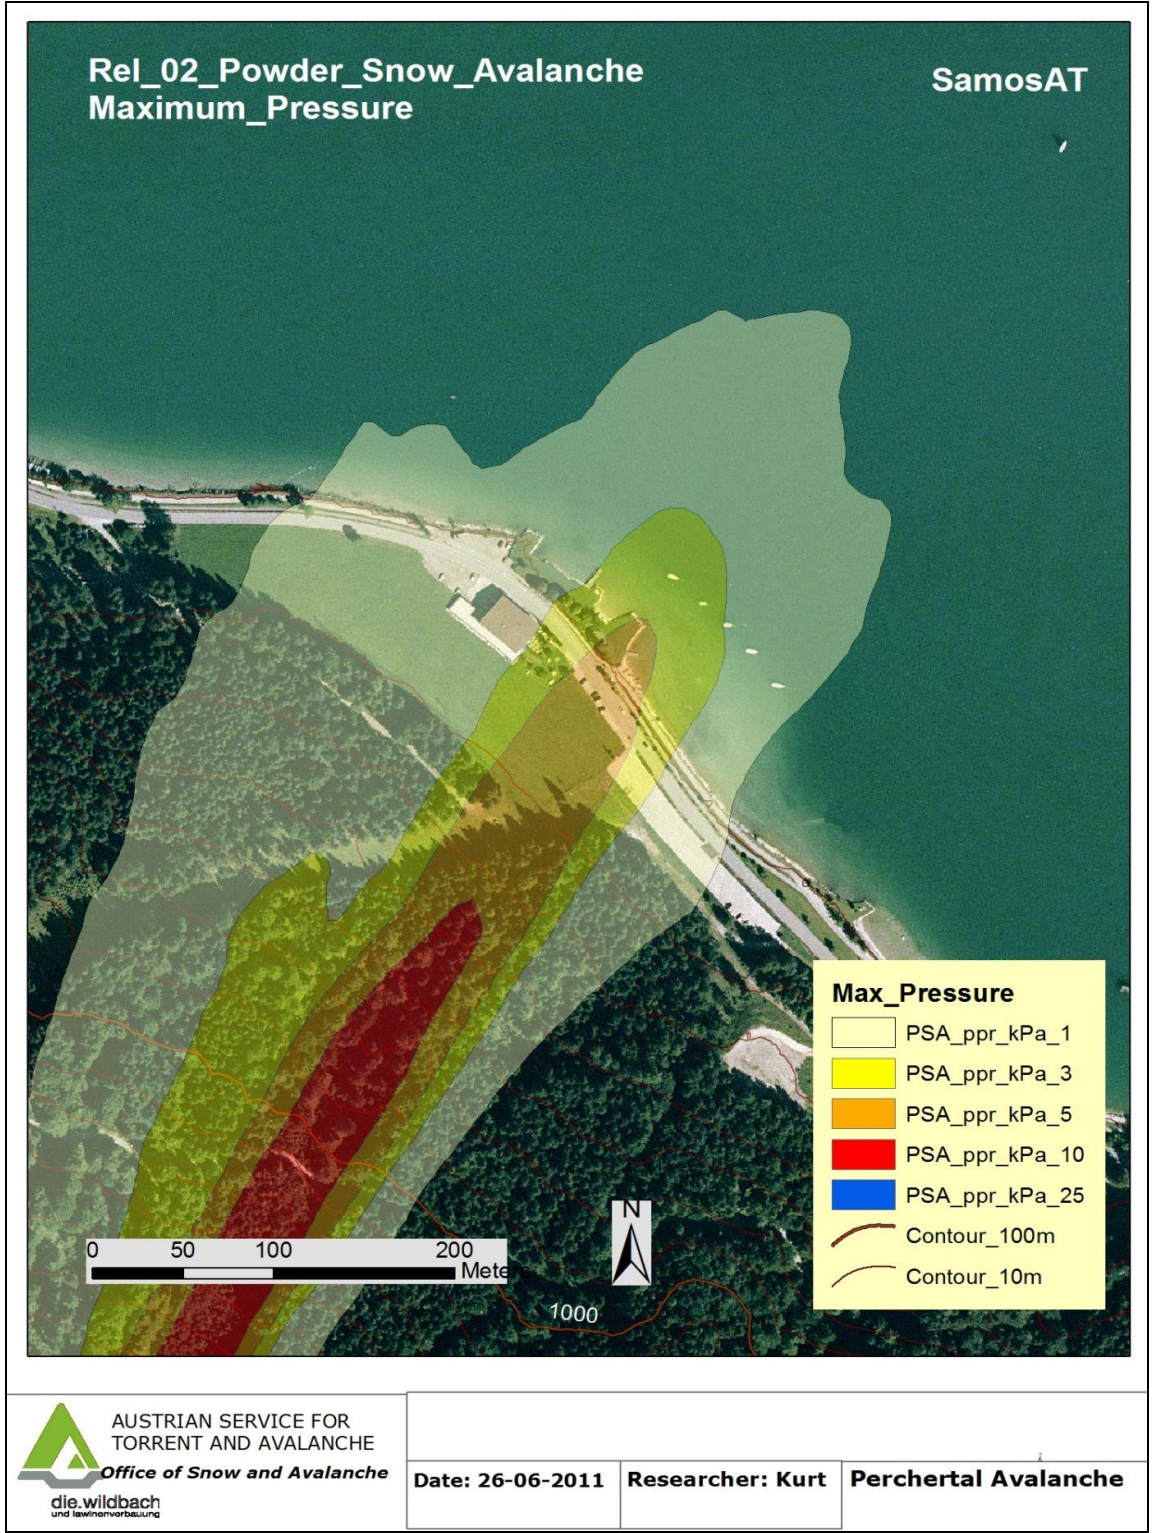 Rel_02_Powder_Snow_Avalanche
Maximum_Pressure
SamosAT
Max_Pressure
PSA_ppr_kPa_1
PSA_ppr_kPa_3
PSA_ppr_kPa_5
PSA_ppr_kPa_10
PSA_ppr_kPa_25
Contour_100m
Contour_10m
0 50 100 200
Meters
N
1000
AUSTRIAN SERVICE FOR
TORRENT AND AVALANCHE
Office of Snow and Avalanche
die.wildbach
und lawinenverbauung
Date: 26-06-2011
Researcher: Kurt
Perchertal Avalanche